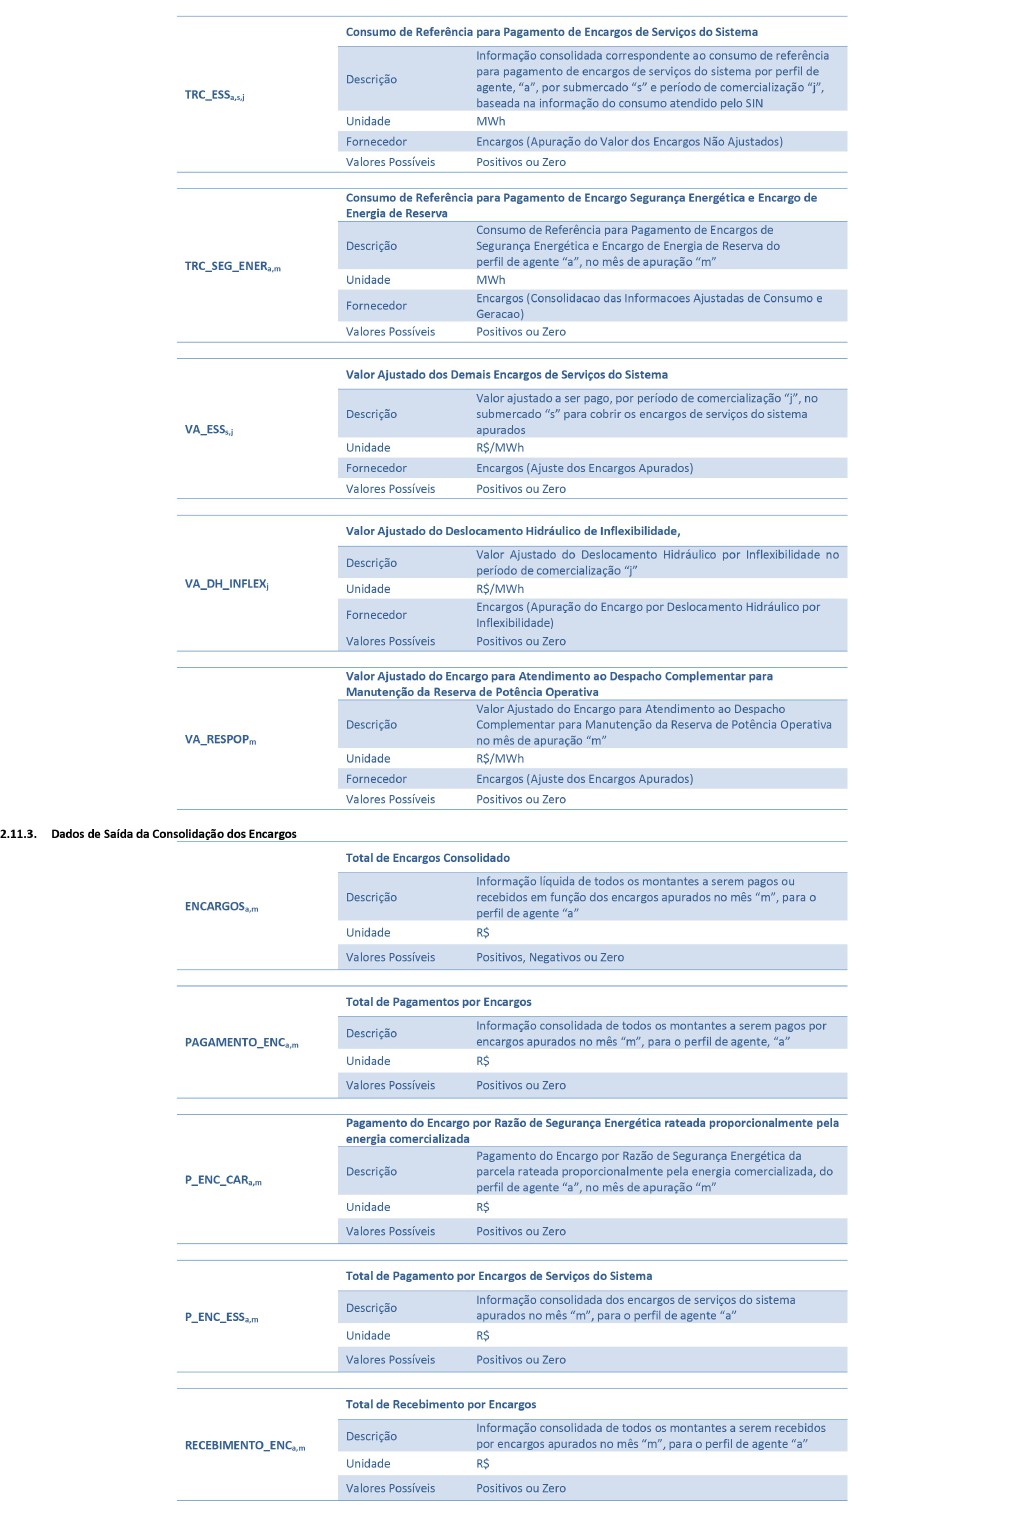 Consumo de Referência para Pagamento de Encargos de Serviços do Sistema
TRC_ESSa,s,j
Descrição
Informação consolidada correspondente ao consumo de referência
para pagamento de encargos de serviços do sistema por perfil de
agente, “a”, por submercado “s” e período de comercialização “j”,
baseada na informação do consumo atendido pelo SIN
Unidade
MWh
Fornecedor
Encargos (Apuração do Valor dos Encargos Não Ajustados)
Valores Possíveis
Positivos ou Zero
Consumo de Referência para Pagamento de Encargo Segurança Energética e Encargo de
Energia de Reserva
TRC_SEG_ENERa,m
Descrição
Consumo de Referência para Pagamento de Encargos de
Segurança Energética e Encargo de Energia de Reserva do
perfil de agente “a”, no mês de apuração “m”
Unidade
MWh
Fornecedor
Encargos (Consolidacao das Informacoes Ajustadas de Consumo e
Geracao)
Valores Possíveis
Positivos ou Zero
Valor Ajustado dos Demais Encargos de Serviços do Sistema
VA_ESSs,j
Descrição
Valor ajustado a ser pago, por período de comercialização “j”, no
submercado “s” para cobrir os encargos de serviços do sistema
apurados
Unidade
R$/MWh
Fornecedor
Encargos (Ajuste dos Encargos Apurados)
Valores Possíveis
Positivos ou Zero
Valor Ajustado do Deslocamento Hidráulico de Inflexibilidade,
VA_DH_INFLEXj
Descrição
Valor Ajustado do Deslocamento Hidráulico por Inflexibilidade no
período de comercialização “j”
Unidade
R$/MWh
Fornecedor
Encargos (Apuração do Encargo por Deslocamento Hidráulico por
Inflexibilidade)
Valores Possíveis
Positivos ou Zero
Valor Ajustado do Encargo para Atendimento ao Despacho Complementar para
Manutenção da Reserva de Potência Operativa
VA_RESPOPm
Descrição
Valor Ajustado do Encargo para Atendimento ao Despacho
Complementar para Manutenção da Reserva de Potência Operativa
no mês de apuração “m”
Unidade
R$/MWh
Fornecedor
Encargos (Ajuste dos Encargos Apurados)
Valores Possíveis
Positivos ou Zero
2.11.3. Dados de Saída da Consolidação dos Encargos
Total de Encargos Consolidado
ENCARGOSa,m
Descrição
Informação líquida de todos os montantes a serem pagos ou
recebidos em função dos encargos apurados no mês “m”, para o
perfil de agente “a”
Unidade
R$
Valores Possíveis
Positivos, Negativos ou Zero
Total de Pagamentos por Encargos
PAGAMENTO_ENCa,m
Descrição
Informação consolidada de todos os montantes a serem pagos por
encargos apurados no mês “m”, para o perfil de agente, “a”
Unidade
R$
Valores Possíveis
Positivos ou Zero
Pagamento do Encargo por Razão de Segurança Energética rateada proporcionalmente pela
energia comercializada
P_ENC_CARa,m
Descrição
Pagamento do Encargo por Razão de Segurança Energética da
parcela rateada proporcionalmente pela energia comercializada, do
perfil de agente “a”, no mês de apuração “m”
Unidade
R$
Valores Possíveis
Positivos ou Zero
Total de Pagamento por Encargos de Serviços do Sistema
P_ENC_ESSa,m
Descrição
Informação consolidada dos encargos de serviços do sistema
apurados no mês “m”, para o perfil de agente “a”
Unidade
R$
Valores Possíveis
Positivos ou Zero
Total de Recebimento por Encargos
RECEBIMENTO_ENCa,m
Descrição
Informação consolidada de todos os montantes a serem recebidos
por encargos apurados no mês “m”, para o perfil de agente “a”
Unidade
R$
Valores Possíveis
Positivos ou Zero